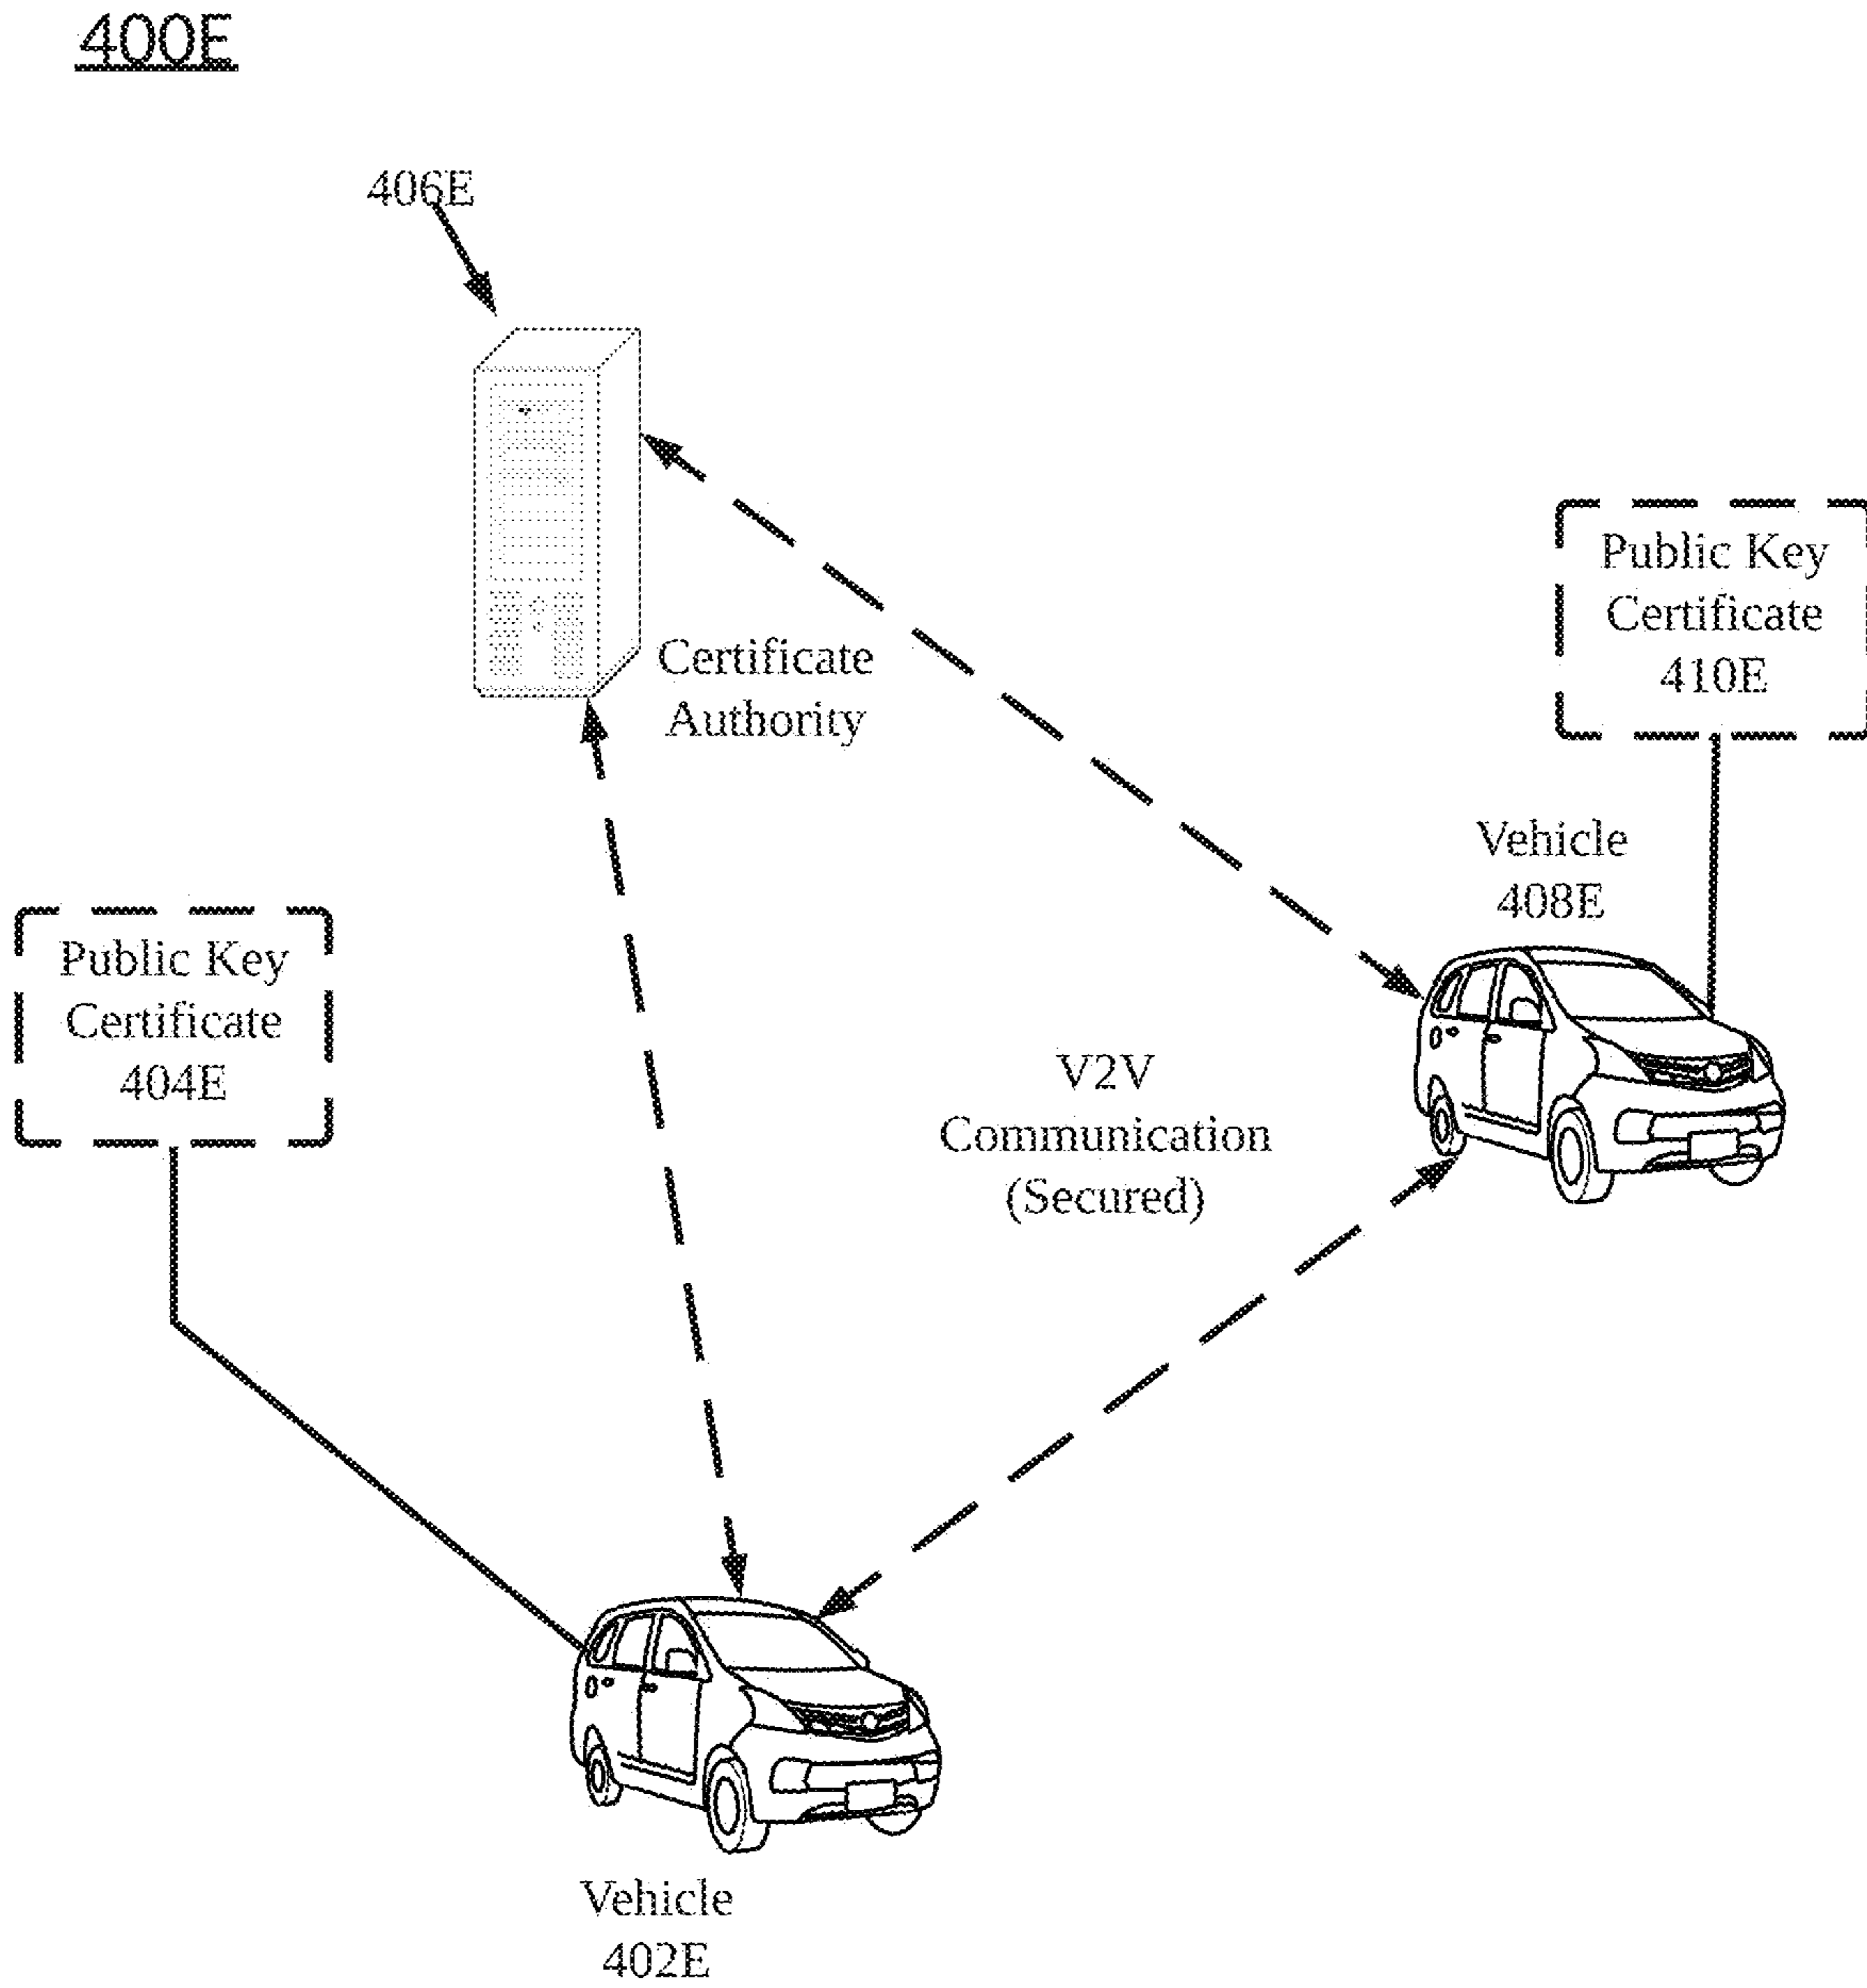 400E
406E
Certificate
Authority
Public Key
Certificate
410E
Vehicle
408E
Public Key
Certificate
404E
V2V
Communication
(Secured)
Vehicle
402E